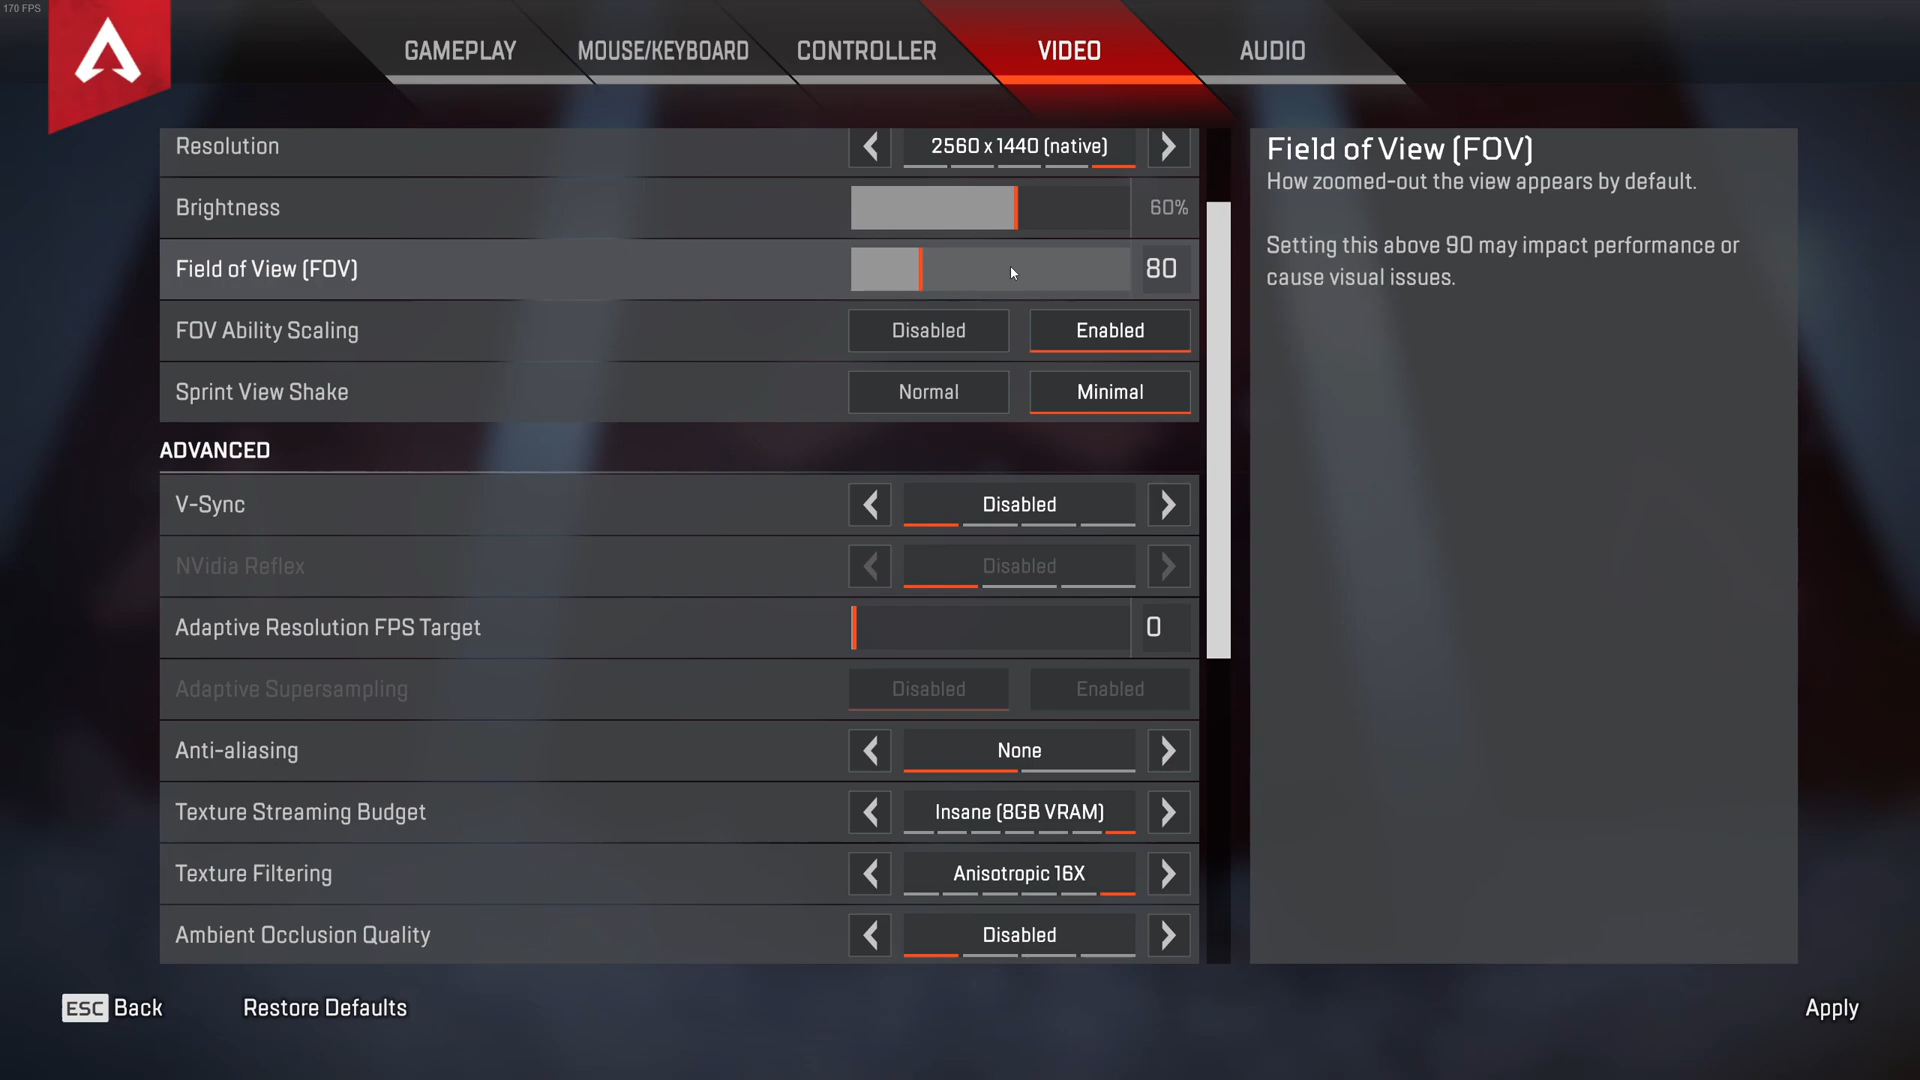 170 FPS
GAMEPLAY
MOUSE/KEYBOARD
CONTROLLER
VIDEO
AUDIO
Resolution
2560 x 1440 (native)
Brightness
60%
Field of View (FOV)
80
FOV Ability Scaling
Disabled
Enabled
Sprint View Shake
Normal
Minimal
ADVANCED
V-Sync
Disabled
NVidia Reflex
Disabled
Adaptive Resolution FPS Target
0
Adaptive Supersampling
Disabled
Enabled
Anti-aliasing
None
Texture Streaming Budget
Insane (8GB VRAM)
Texture Filtering
Anisotropic 16X
Ambient Occlusion Quality
Disabled
Field of View (FOV)
How zoomed-out the view appears by default.
Setting this above 90 may impact performance or
cause visual issues.
ESC Back
Restore Defaults
Apply